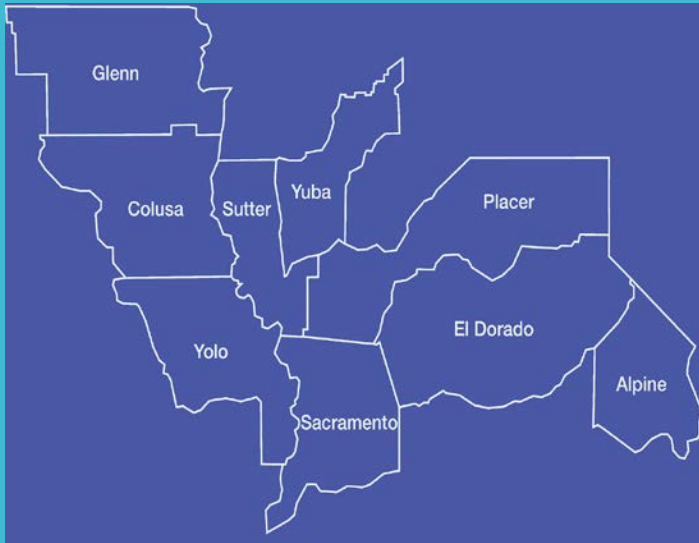 Glenn
Colusa
Sutter
Yuba
Placer
Yolo
El Dorado
Sacramento
Alpine